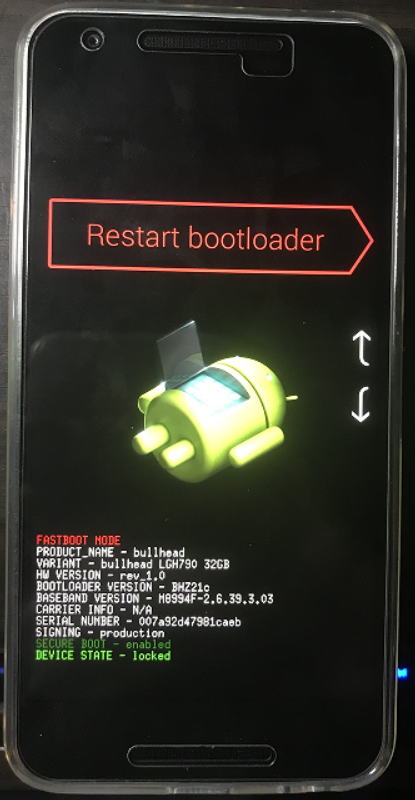 Restart bootloader
FASTBOOT MODE
PRODUCT_NAME - bullhead
VARIANT - bullhead LGH790 32GB
HW VERSION - rev_1.0
BOOTLOADER VERSION - BHZ21c
BASEBAND VERSION - M8994F-2.6.39.3.03
CARRIER INFO - N/A
SERIAL NUMBER - 007a92d47981caeb
SIGNING - production
SECURE BOOT - enabled
DEVICE STATE - locked